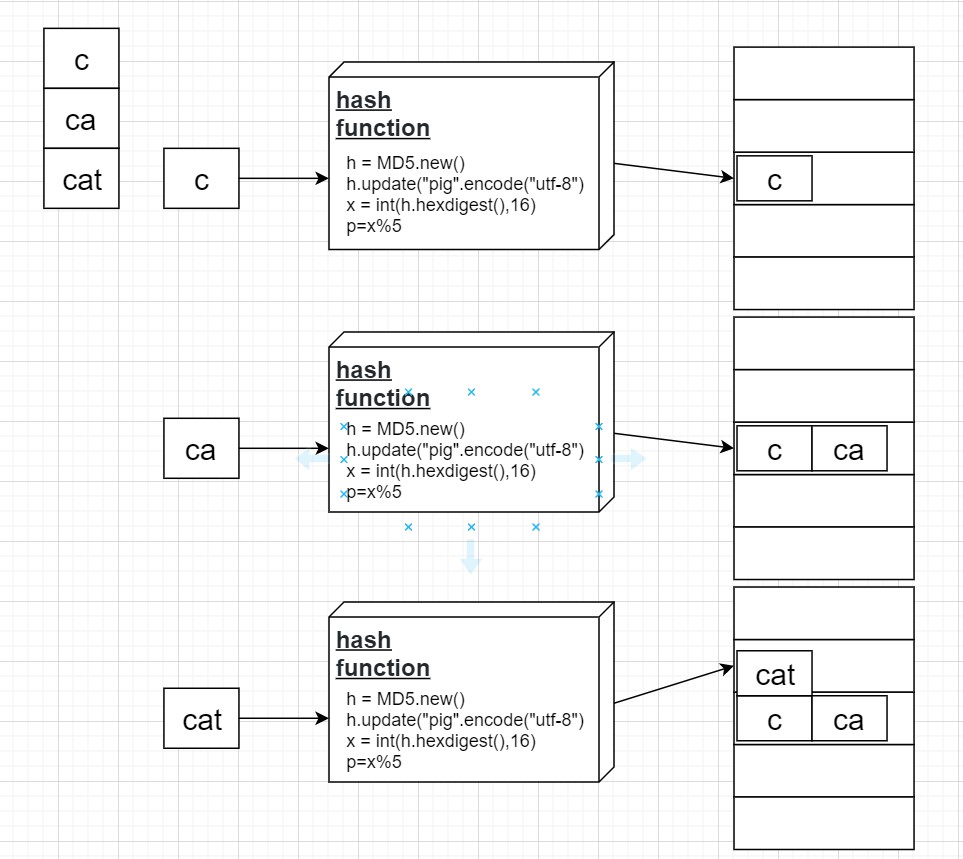 c
ca
cat
c
hash
function
h = MD5.new()
h.update("pig".encode("utf-8")
x = int(h.hexdigest(),16)
p=x%5
c
ca
hash
function
h = MD5.new()
h.update("pig".encode("utf-8")
x = int(h.hexdigest(),16)
p=x%5
c ca
cat
hash
function
h = MD5.new()
h.update("pig".encode("utf-8")
x = int(h.hexdigest(),16)
p=x%5
cat
c ca